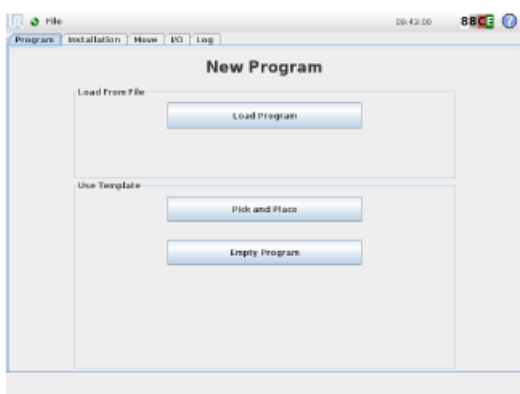 File 09:43:00 88CE ?
Program Installation Move I/O Log
New Program
Load From File
Load Program
Use Template
Pick and Place
Empty Program